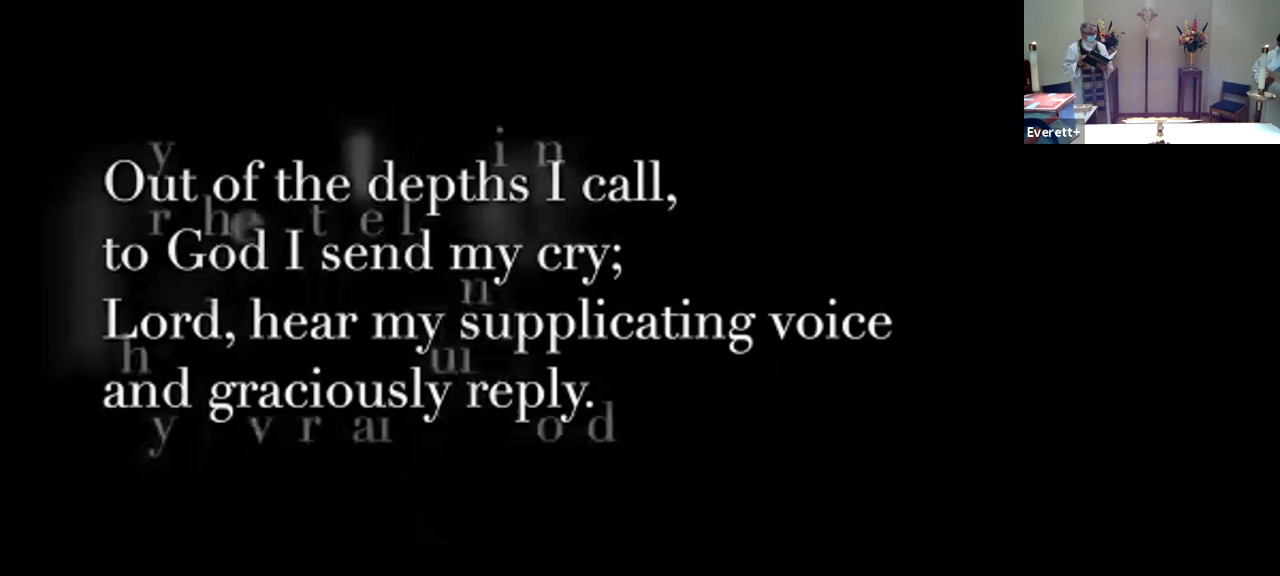 Everett+
Out of the depths I call,
to God I send my cry;
Lord, hear my supplicating voice
and graciously reply.